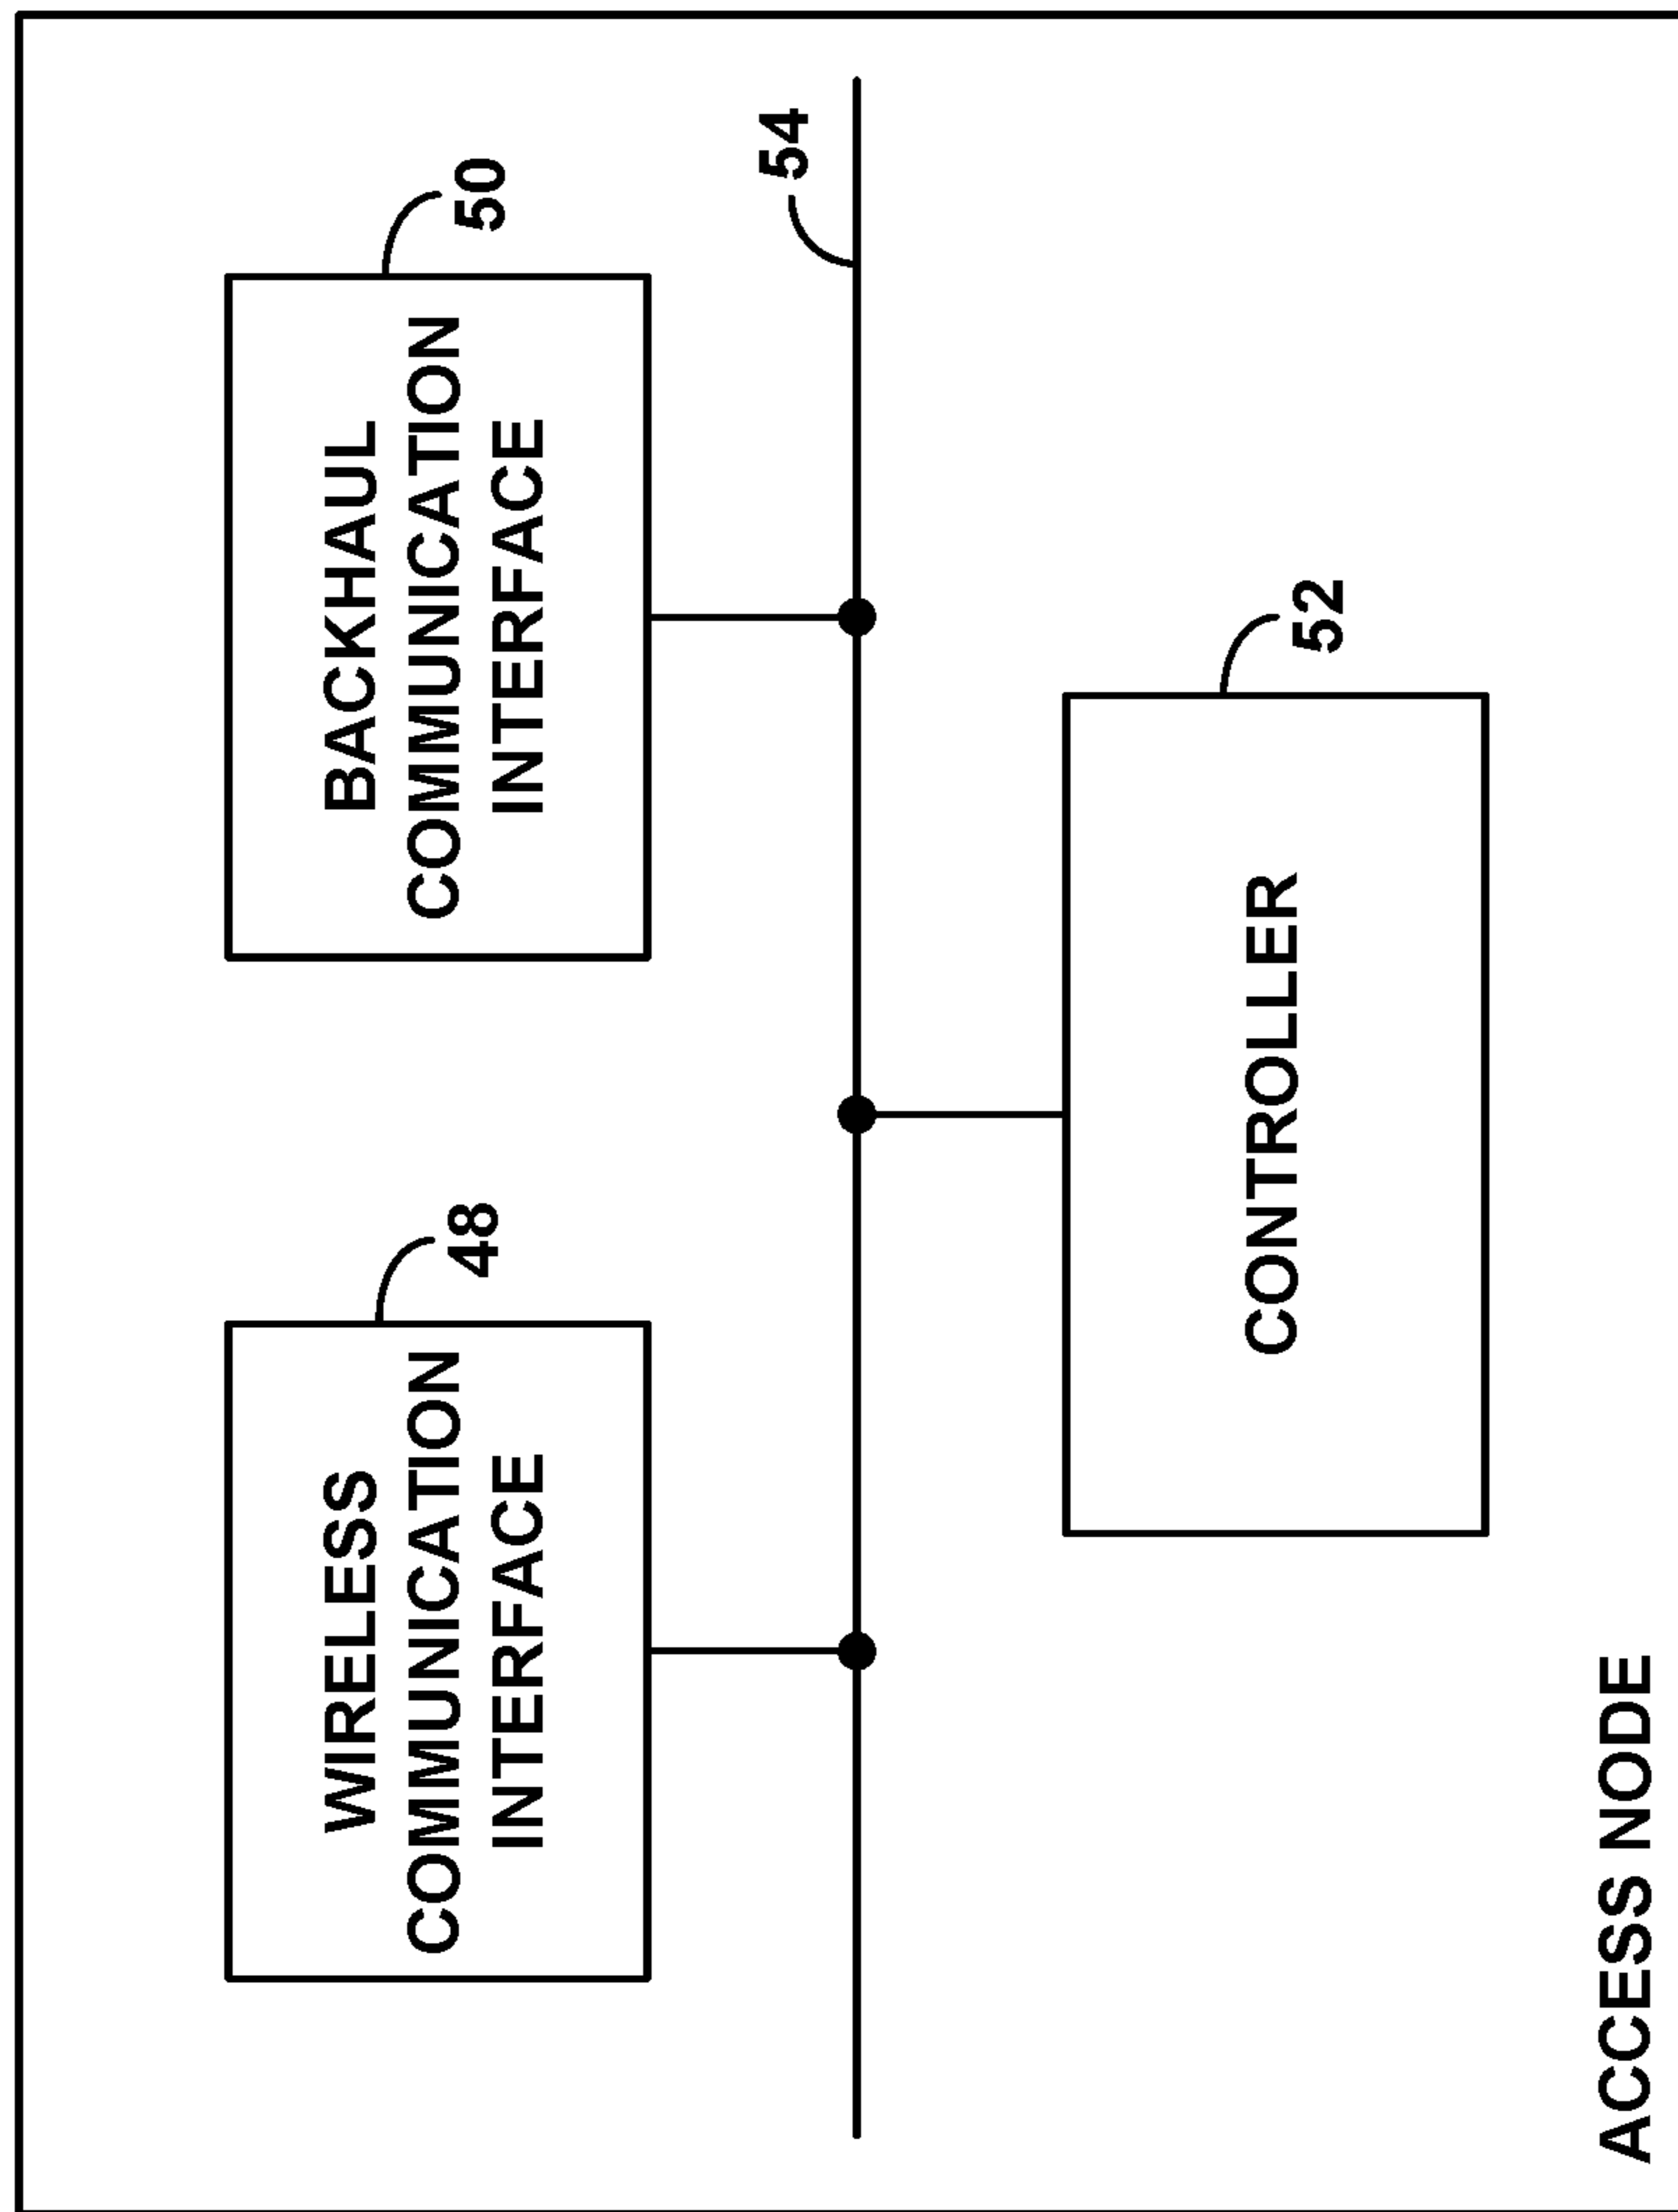 WIRELESS
COMMUNICATION
INTERFACE
48
BACKHAUL
COMMUNICATION
INTERFACE
50
54
CONTROLLER
52
ACCESS NODE